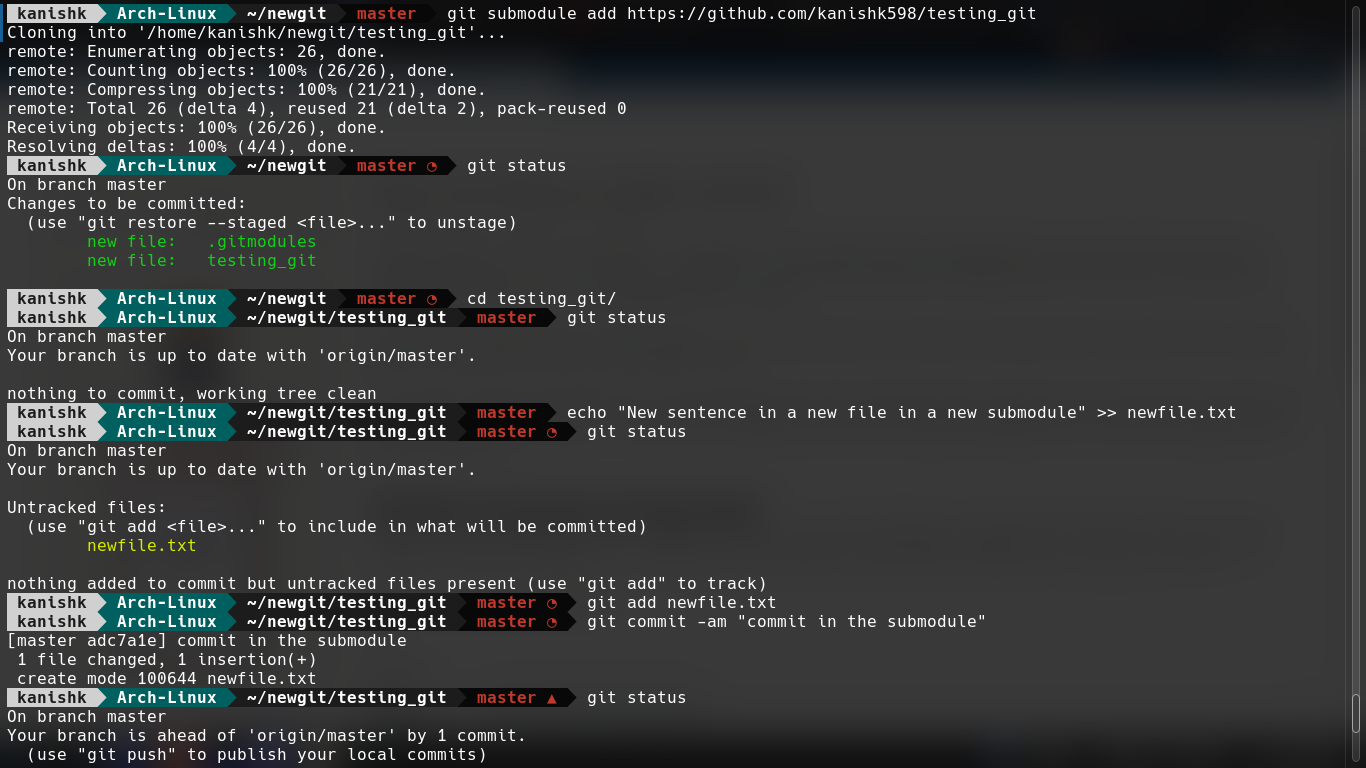 kanishk Arch-Linux ~/newgit master git submodule add https://github.com/kanishk598/testing_git
Cloning into '/home/kanishk/newgit/testing_git'...
remote: Enumerating objects: 26, done.
remote: Counting objects: 100% (26/26), done.
remote: Compressing objects: 100% (21/21), done.
remote: Total 26 (delta 4), reused 21 (delta 2), pack-reused 0
Receiving objects: 100% (26/26), done.
Resolving deltas: 100% (4/4), done.
kanishk Arch-Linux ~/newgit master ◔ git status
On branch master
Changes to be committed:
  (use "git restore --staged <file>..." to unstage)
        new file:   .gitmodules
        new file:   testing_git

kanishk Arch-Linux ~/newgit master ◔ cd testing_git/
kanishk Arch-Linux ~/newgit/testing_git master git status
On branch master
Your branch is up to date with 'origin/master'.

nothing to commit, working tree clean
kanishk Arch-Linux ~/newgit/testing_git master echo "New sentence in a new file in a new submodule" >> newfile.txt
kanishk Arch-Linux ~/newgit/testing_git master ◔ git status
On branch master
Your branch is up to date with 'origin/master'.

Untracked files:
  (use "git add <file>..." to include in what will be committed)
        newfile.txt

nothing added to commit but untracked files present (use "git add" to track)
kanishk Arch-Linux ~/newgit/testing_git master ◔ git add newfile.txt
kanishk Arch-Linux ~/newgit/testing_git master ◔ git commit -am "commit in the submodule"
[master adc7a1e] commit in the submodule
 1 file changed, 1 insertion(+)
 create mode 100644 newfile.txt
kanishk Arch-Linux ~/newgit/testing_git master ▲ git status
On branch master
Your branch is ahead of 'origin/master' by 1 commit.
  (use "git push" to publish your local commits)